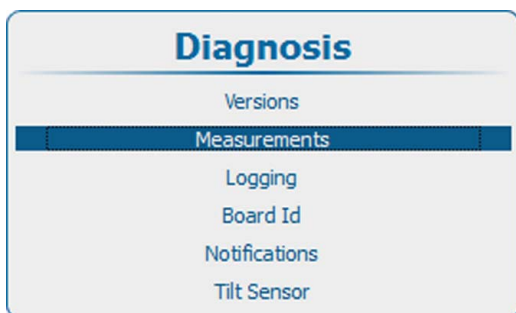 Diagnosis
Versions
Measurements
Logging
Board Id
Notifications
Tilt Sensor